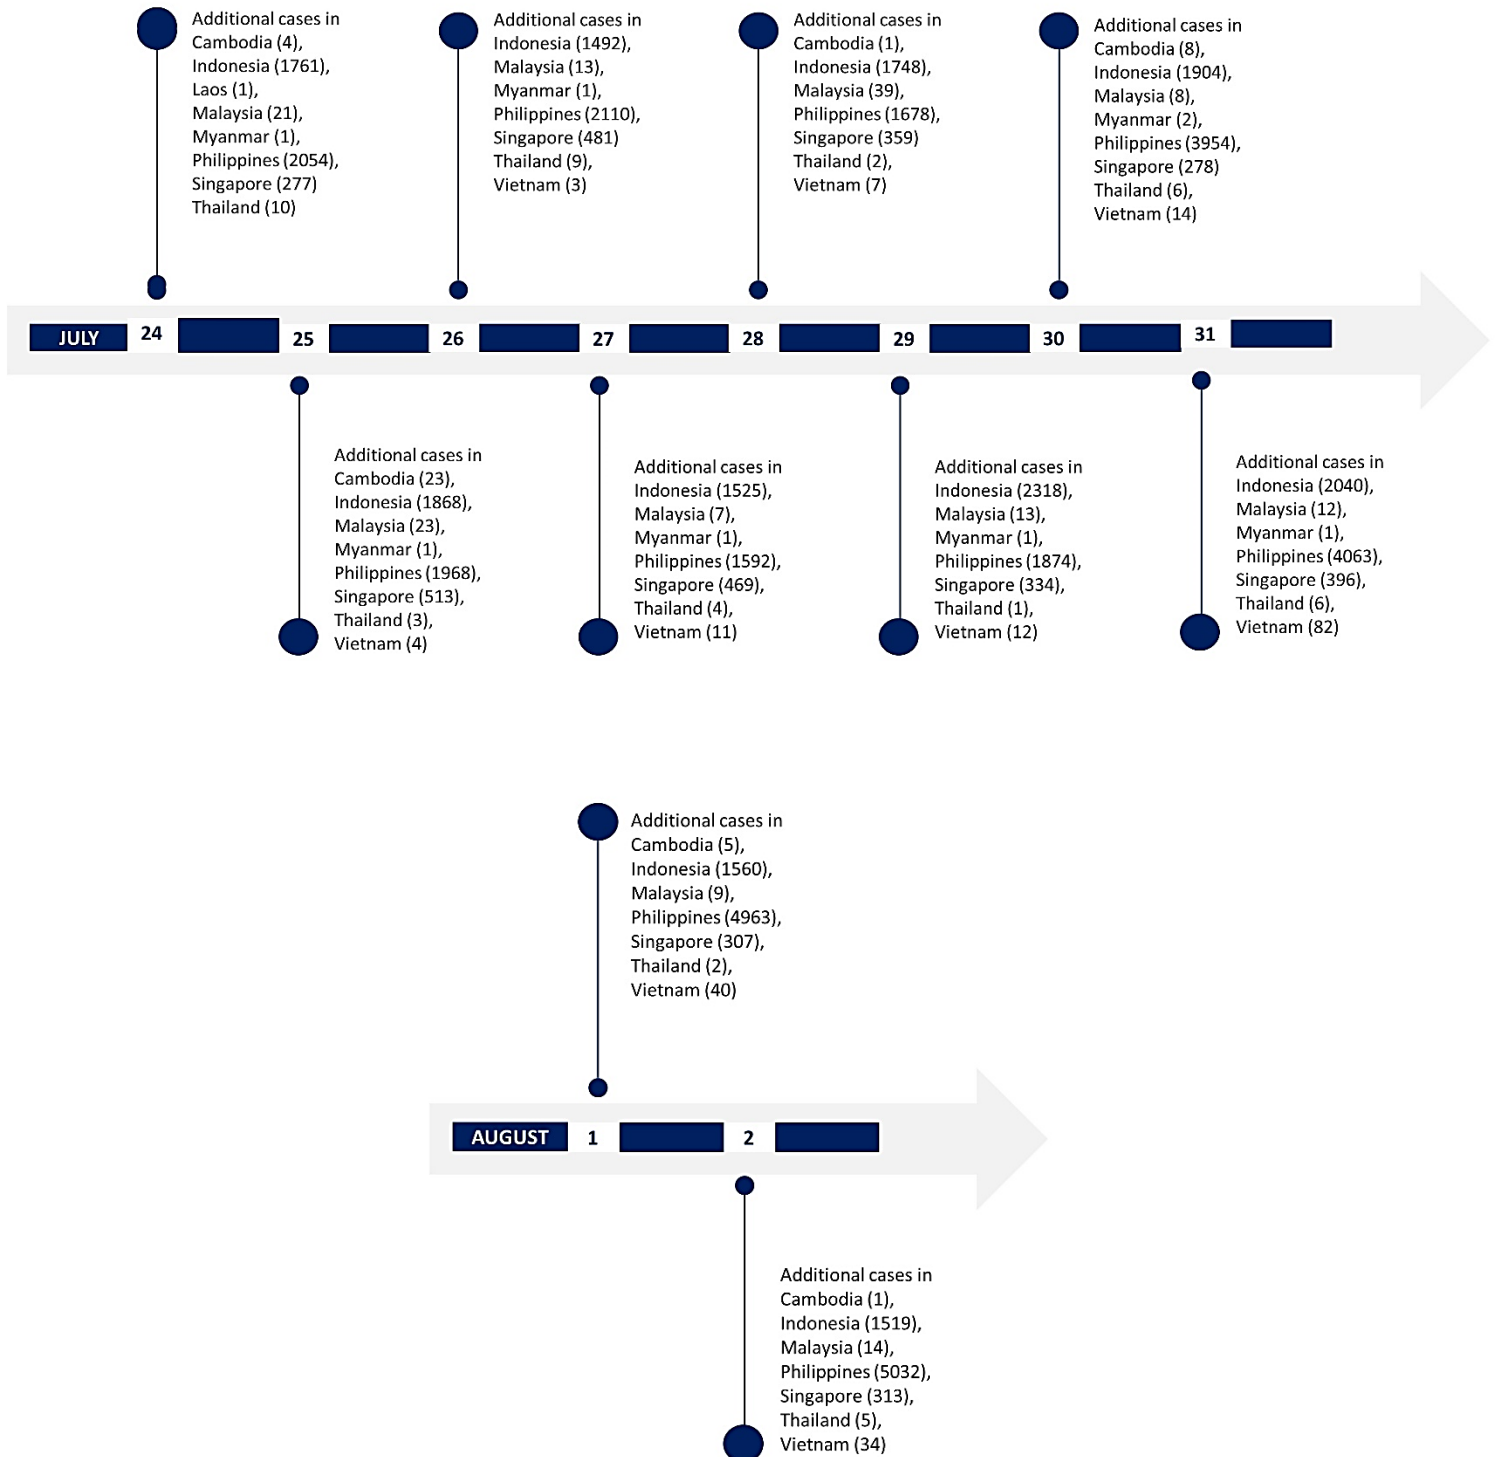 Additional cases in
Cambodia (4),
Indonesia (1761),
Laos (1),
Malaysia (21),
Myanmar (1),
Philippines (2054),
Singapore (277)
Thailand (10)
Additional cases in
Indonesia (1492),
Malaysia (13),
Myanmar (1),
Philippines (2110),
Singapore (481)
Thailand (9),
Vietnam (3)
Additional cases in
Cambodia (1),
Indonesia (1748),
Malaysia (39),
Philippines (1678),
Singapore (359)
Thailand (2),
Vietnam (7)
Additional cases in
Cambodia (8),
Indonesia (1904),
Malaysia (8),
Myanmar (2),
Philippines (3954),
Singapore (278)
Thailand (6),
Vietnam (14)
JULY 24 25 26 27 28 29 30 31
Additional cases in
Cambodia (23),
Indonesia (1868),
Malaysia (23),
Myanmar (1),
Philippines (1968),
Singapore (513),
Thailand (3),
Vietnam (4)
Additional cases in
Indonesia (1525),
Malaysia (7),
Myanmar (1),
Philippines (1592),
Singapore (469),
Thailand (4),
Vietnam (11)
Additional cases in
Indonesia (2318),
Malaysia (13),
Myanmar (1),
Philippines (1874),
Singapore (334),
Thailand (1),
Vietnam (12)
Additional cases in
Indonesia (2040),
Malaysia (12),
Myanmar (1),
Philippines (4063),
Singapore (396),
Thailand (6),
Vietnam (82)
Additional cases in
Cambodia (5),
Indonesia (1560),
Malaysia (9),
Philippines (4963),
Singapore (307),
Thailand (2),
Vietnam (40)
AUGUST 1 2
Additional cases in
Cambodia (1),
Indonesia (1519),
Malaysia (14),
Philippines (5032),
Singapore (313),
Thailand (5),
Vietnam (34)